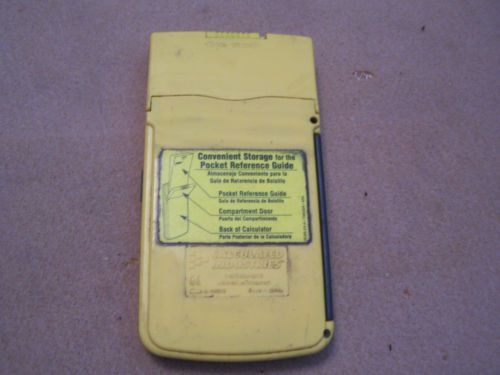 Convenient Storage for the
Pocket Reference Guide
Almacenaje Conveniente para la
Guia de Referencia de Bolsillo
Pocket Reference Guide
Guia de Referencia de Bolsillo
Compartment Door
Puerta del Compartimiento
Back of Calculator
Parte Posterior de la Calculadora
CALCULATED
INDUSTRIES